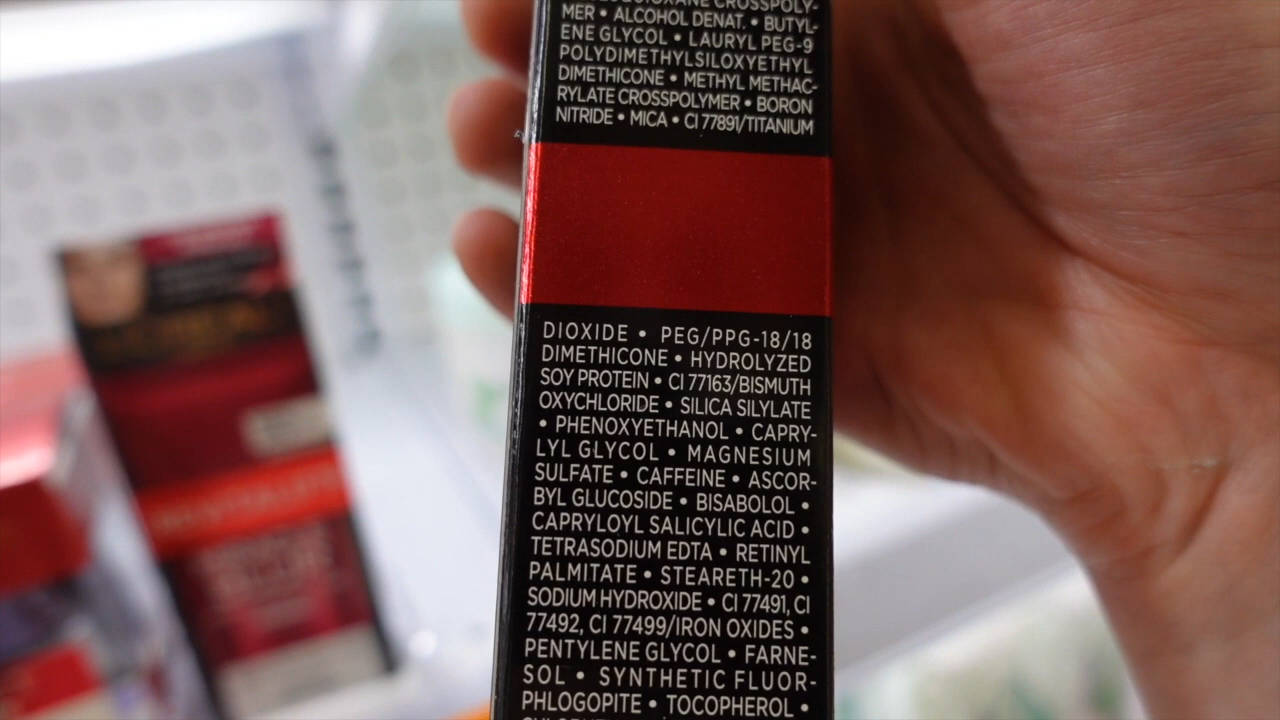 CROSSPOLY-
MER • ALCOHOL DENAT. • BUTYL-
ENE GLYCOL • LAURYL PEG-9
POLYDIMETHYLSILOXYETHYL
DIMETHICONE • METHYL METHAC-
RYLATE CROSSPOLYMER • BORON
NITRIDE • MICA • CI 77891/TITANIUM
DIOXIDE • PEG/PPG-18/18
DIMETHICONE • HYDROLYZED
SOY PROTEIN • CI 77163/BISMUTH
OXYCHLORIDE • SILICA SILYLATE
• PHENOXYETHANOL • CAPRY-
LYL GLYCOL • MAGNESIUM
SULFATE • CAFFEINE • ASCOR-
BYL GLUCOSIDE • BISABOLOL •
CAPRYLOYL SALICYLIC ACID •
TETRASODIUM EDTA • RETINYL
PALMITATE • STEARETH-20 •
SODIUM HYDROXIDE • CI 77491, CI
77492, CI 77499/IRON OXIDES •
PENTYLENE GLYCOL • FARNE-
SOL • SYNTHETIC FLUOR-
PHLOGOPITE • TOCOPHEROL •